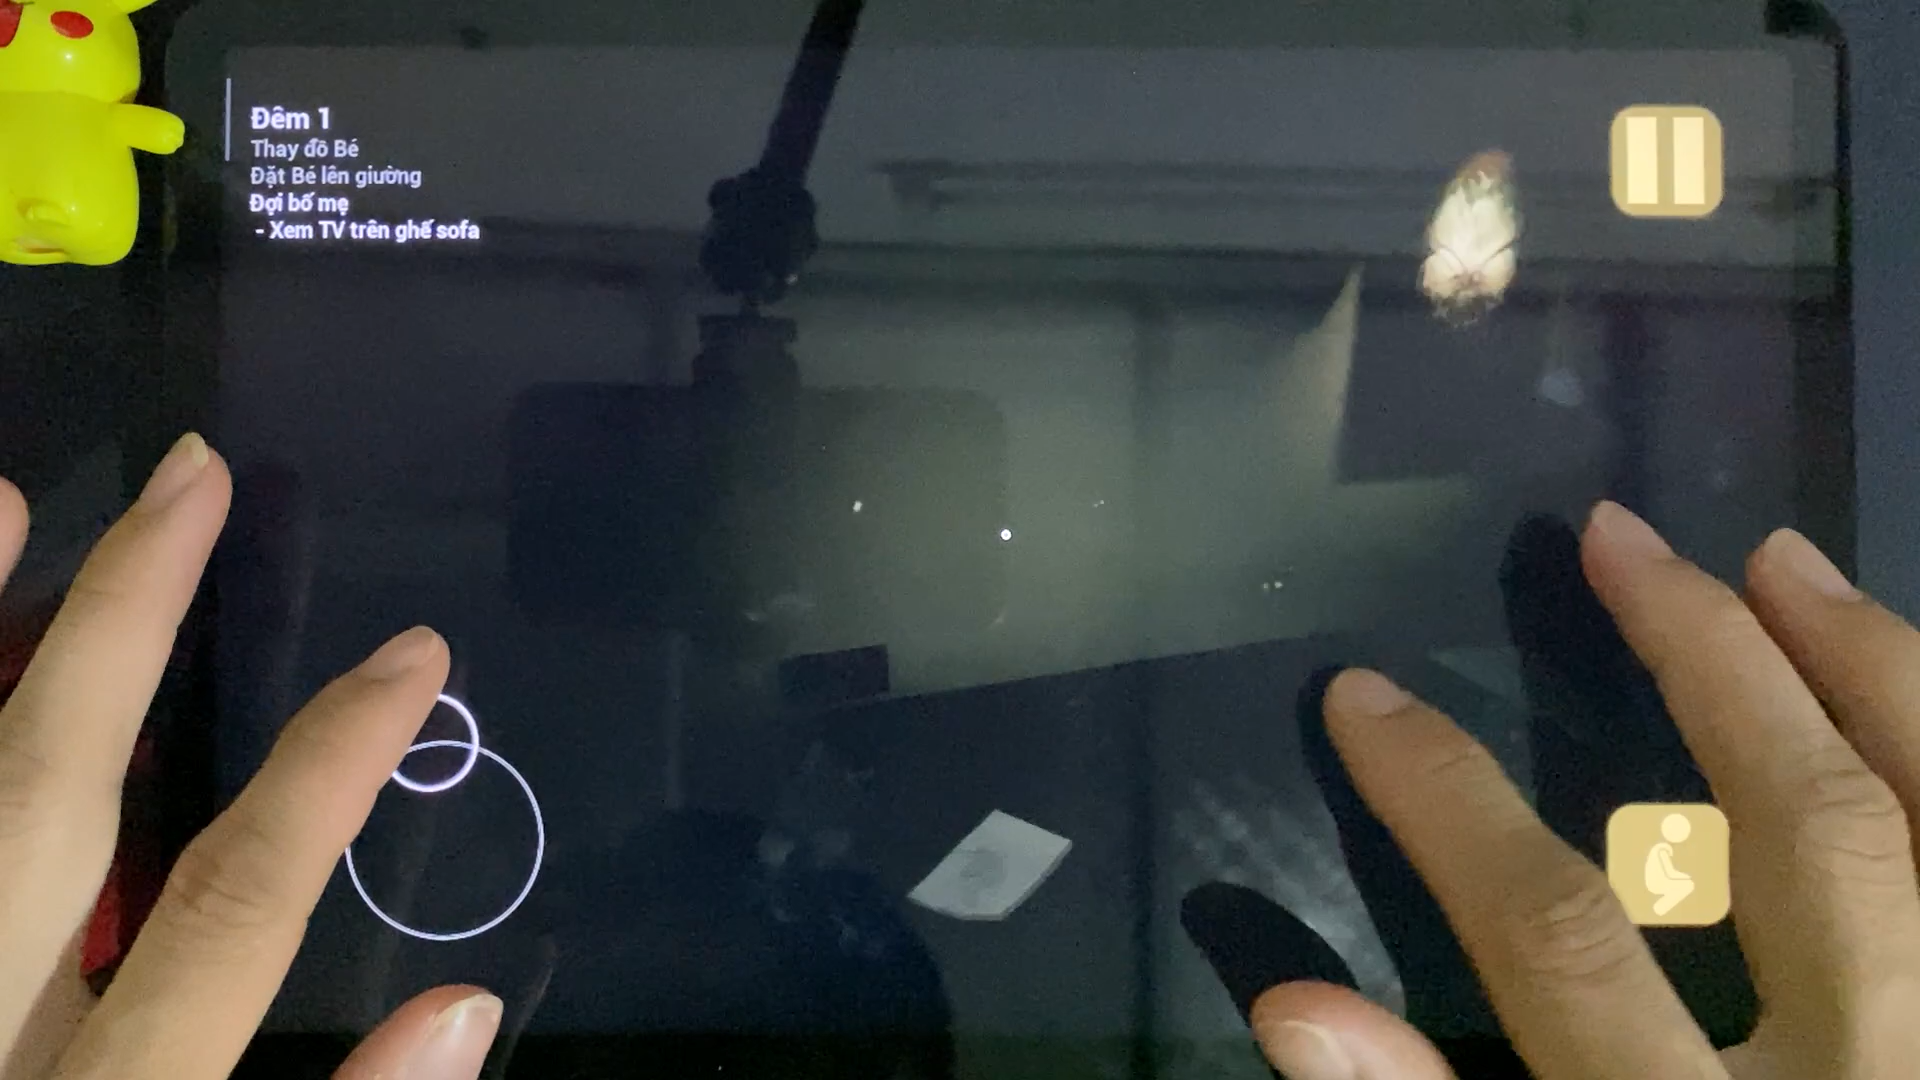 Đêm 1
Thay đồ Bé
Đặt Bé lên giường
Đợi bố mẹ
- Xem TV trên ghế sofa